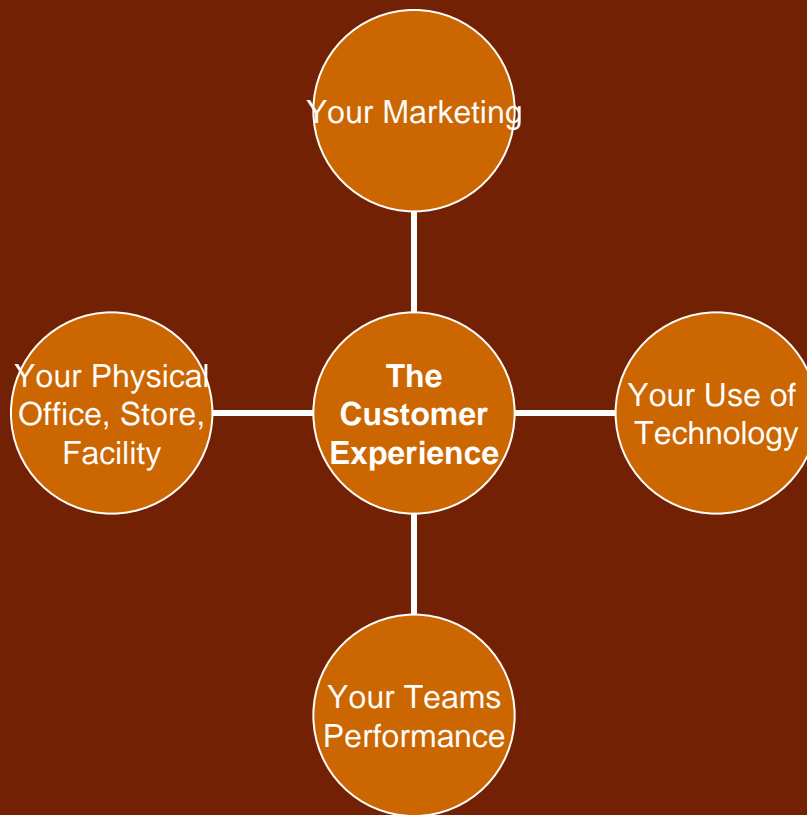 Your Marketing
Your Physical
Office, Store,
Facility
The
Customer
Experience
Your Use of
Technology
Your Teams
Performance